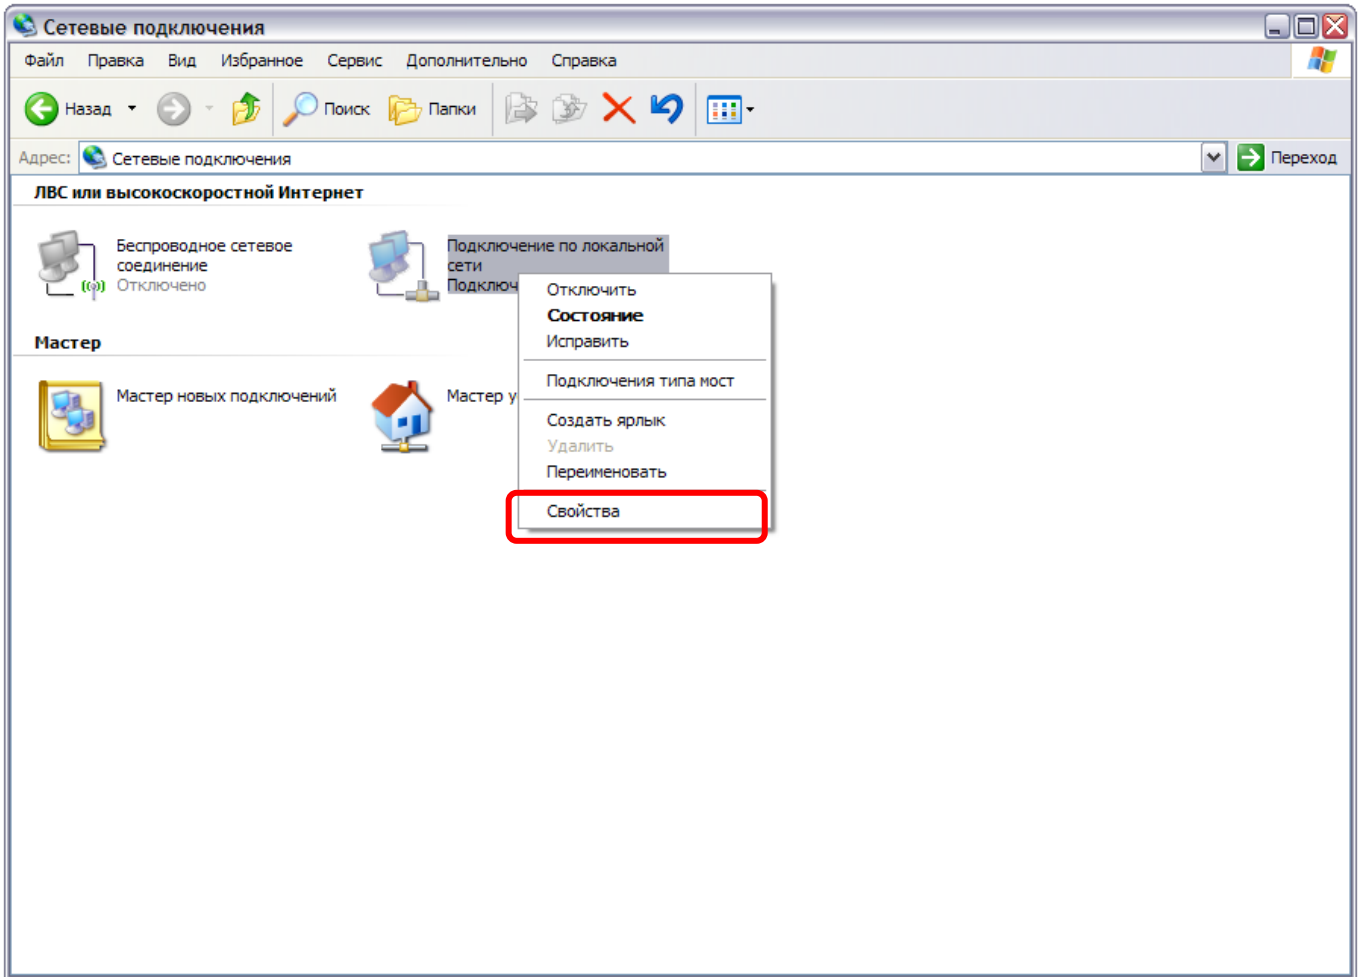 Сетевые подключения
Файл Правка Вид Избранное Сервис Дополнительно Справка
Назад Поиск Папки
Адрес: Сетевые подключения Переход
ЛВС или высокоскоростной Интернет
Беспроводное сетевое
соединение
Отключено
Подключение по локальной
сети
Подключ
Отключить
Состояние
Исправить
Подключения типа мост
Создать ярлык
Удалить
Переименовать
Свойства
Мастер
Мастер новых подключений
Мастер у